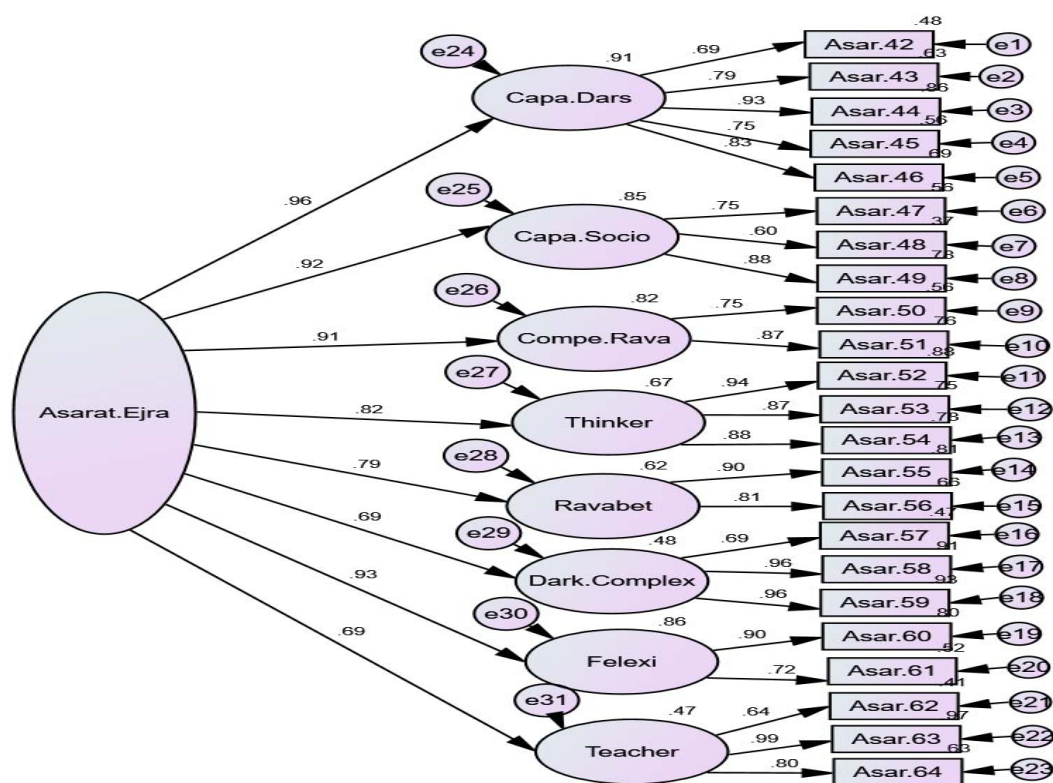 .48
e24 .91 .69 Asar.42 e1
.63
Capa.Dars .79 Asar.43 e2
.86
.93 Asar.44 e3
.56
.75 Asar.45 e4
.69
.83 Asar.46 e5
.56
.96 e25 .85 .75 Asar.47 e6
.37
Capa.Socio .60 Asar.48 e7
.78
.92 .88 Asar.49 e8
.56
e26 .82 .75 Asar.50 e9
.76
.91 Compe.Rava .87 Asar.51 e10
.88
e27 .67 .94 Asar.52 e11
.75
Asarat.Ejra .82 Thinker .87 Asar.53 e12
.78
.88 Asar.54 e13
.81
.79 e28 .62 .90 Asar.55 e14
.66
Ravabet .81 Asar.56 e15
.47
.69 e29 .48 .69 Asar.57 e16
.91
Dark.Complex .96 Asar.58 e17
.93
.93 .96 Asar.59 e18
.80
e30 .86 .90 Asar.60 e19
.52
.69 Felexi .72 Asar.61 e20
.41
e31 .47 .64 Asar.62 e21
.97
Teacher .99 Asar.63 e22
.63
.80 Asar.64 e23